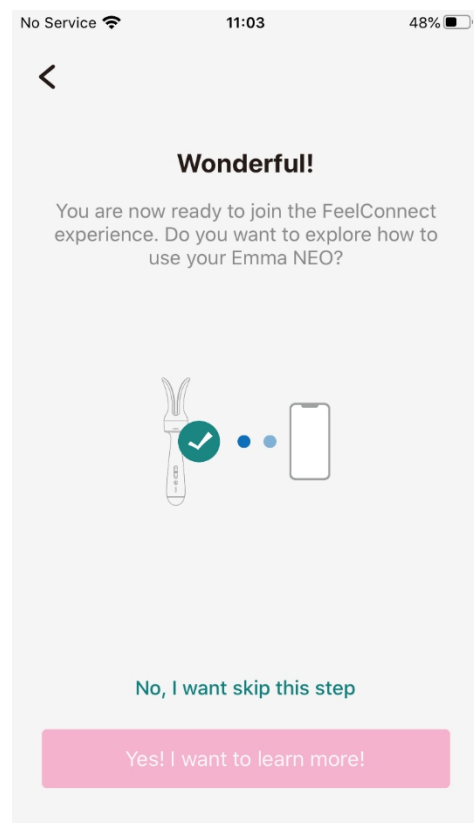 No Service 11:03 48%
Wonderful!
You are now ready to join the FeelConnect
experience. Do you want to explore how to
use your Emma NEO?
No, I want skip this step
Yes! I want to learn more!